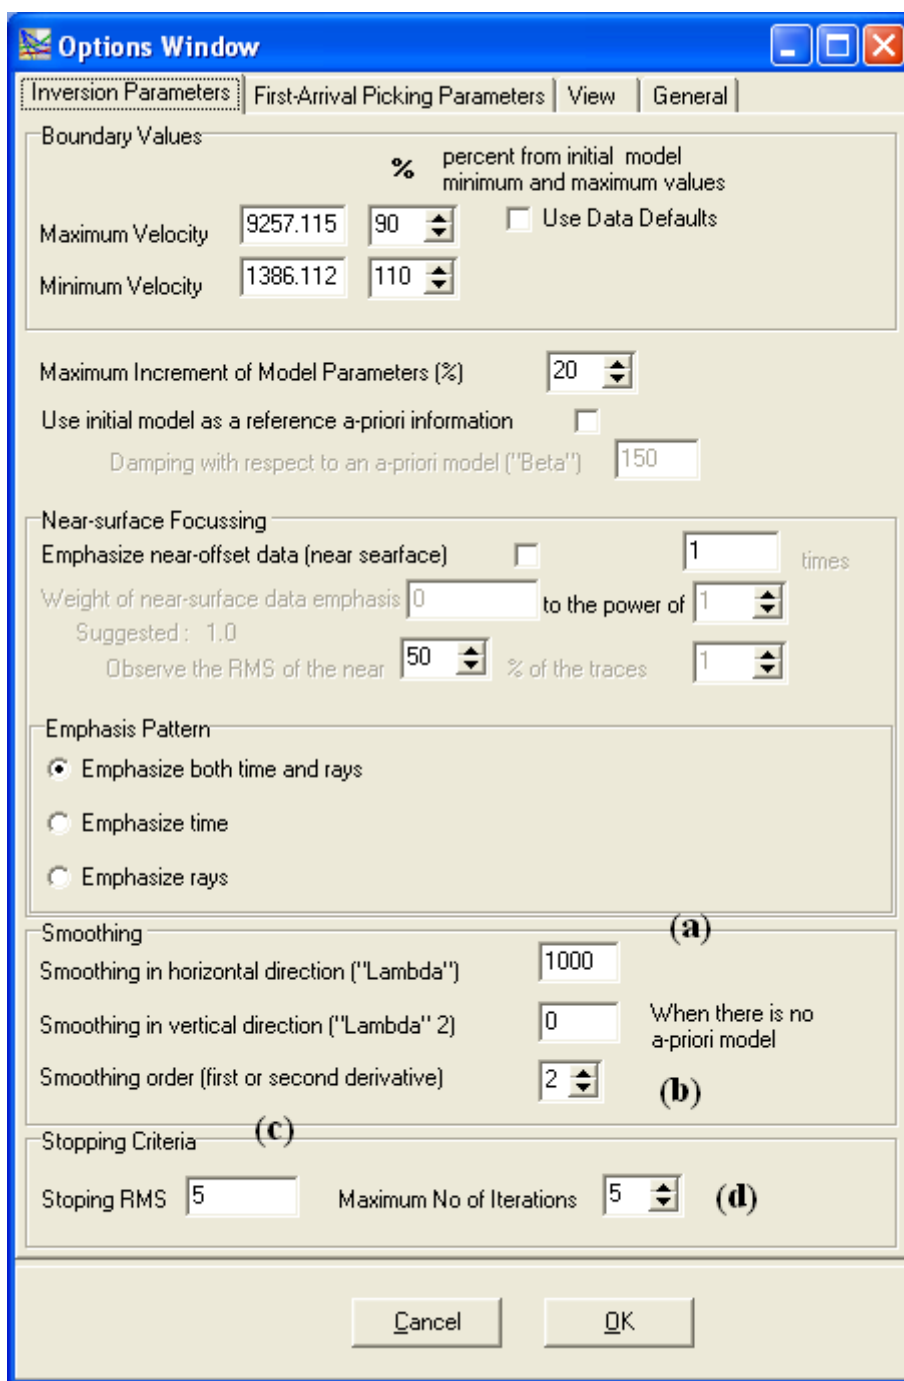 Options Window
Inversion Parameters First-Arrival Picking Parameters View General
Boundary Values
% percent from initial model
minimum and maximum values
Maximum Velocity 9257.115 90 Use Data Defaults
Minimum Velocity 1386.112 110
Maximum Increment of Model Parameters (%) 20
Use initial model as a reference a-priori information
Damping with respect to an a-priori model ("Beta") 150
Near-surface Focussing
Emphasize near-offset data (near searface) 1 times
Weight of near-surface data emphasis 0 to the power of 1
Suggested : 1.0
Observe the RMS of the near 50 % of the traces 1
Emphasis Pattern
Emphasize both time and rays
Emphasize time
Emphasize rays
(a)
Smoothing
Smoothing in horizontal direction ("Lambda") 1000
Smoothing in vertical direction ("Lambda" 2) 0 When there is no
a-priori model
Smoothing order (first or second derivative) 2 (b)
(c)
Stopping Criteria
Stoping RMS 5 Maximum No of Iterations 5 (d)
Cancel OK